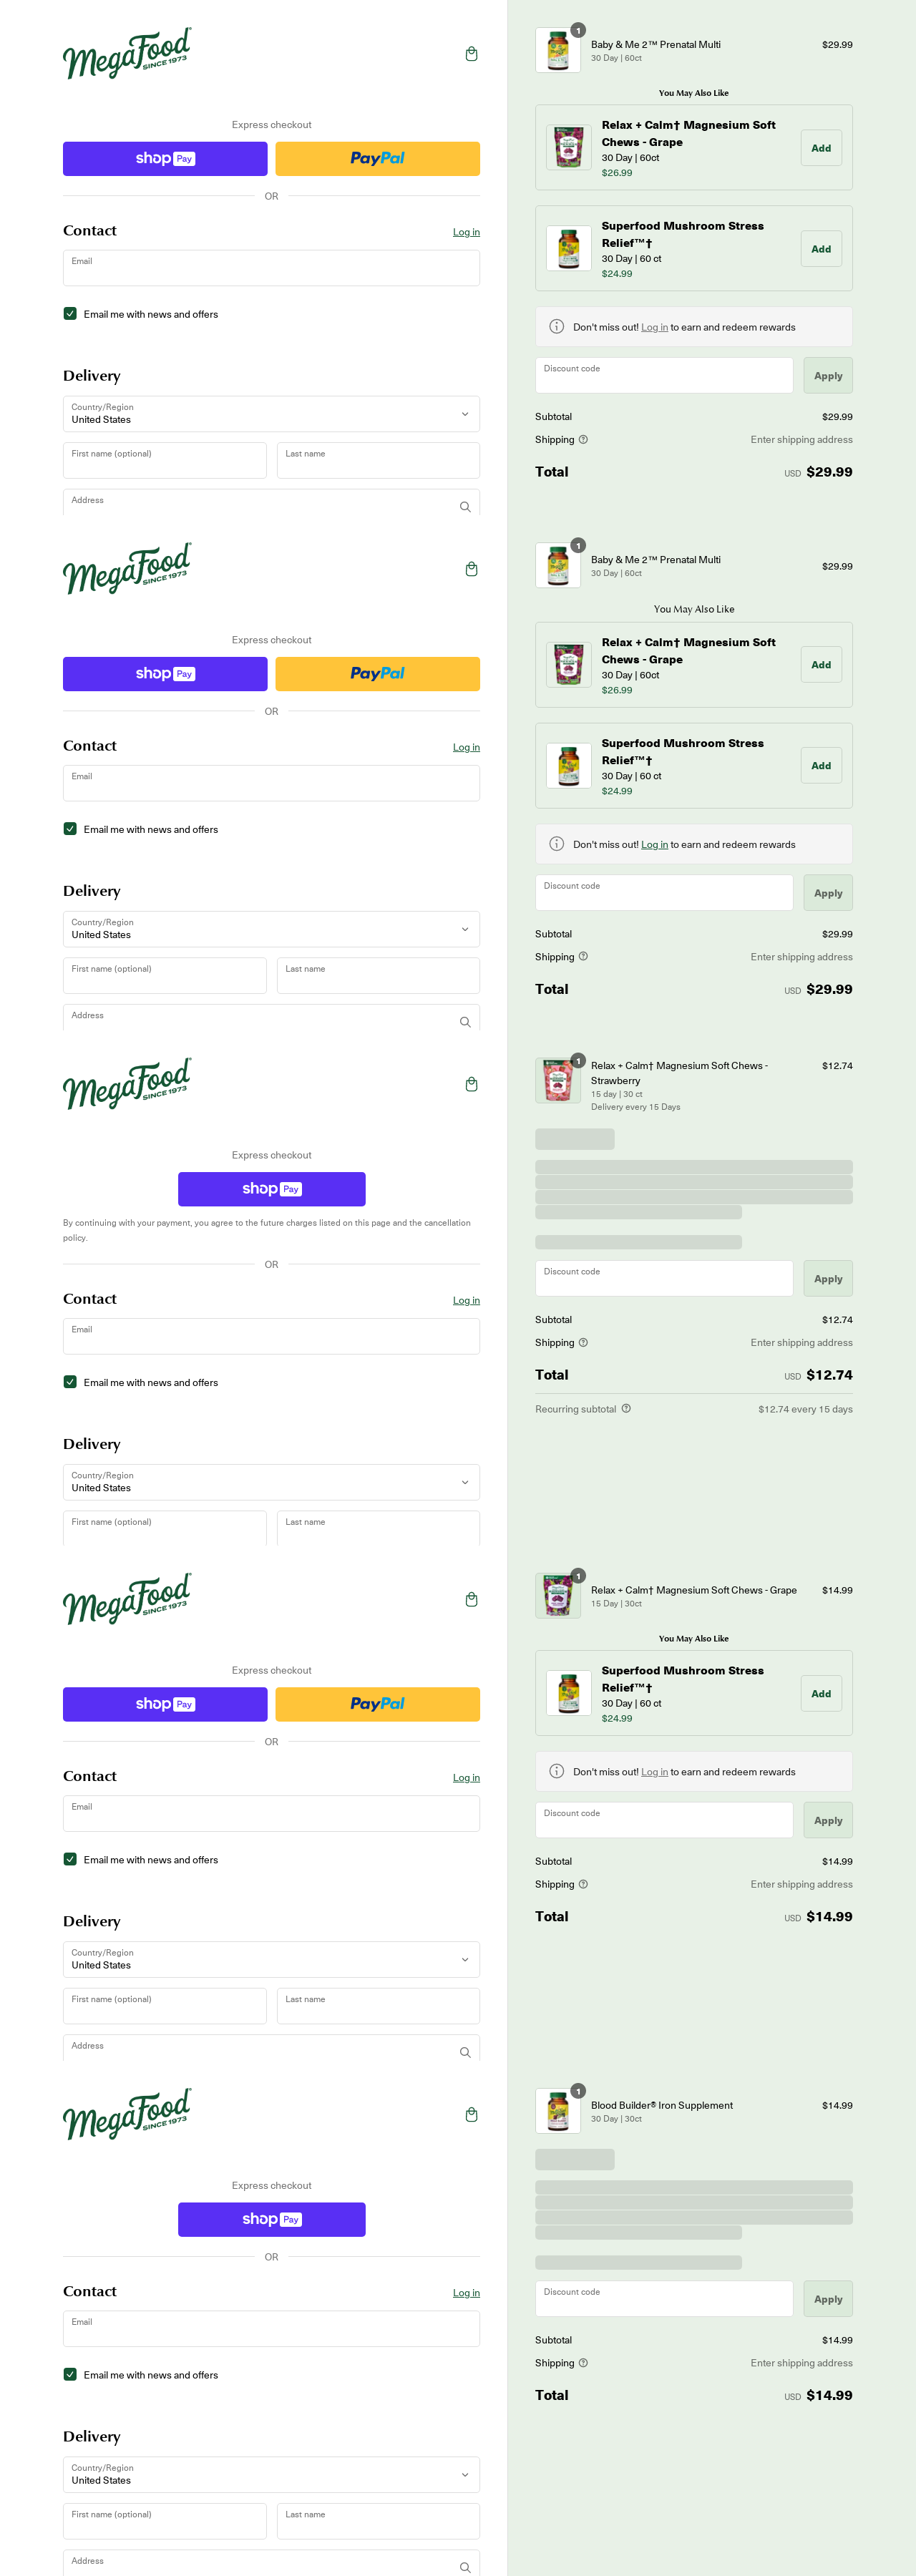 MegaFood
SINCE 1973
Express checkout
shop Pay
PayPal
OR
Contact
Log in
Email
Email me with news and offers
Delivery
Country/Region
United States
First name (optional)
Last name
Address
1
Baby & Me 2™ Prenatal Multi
$29.99
30 Day | 60ct
You May Also Like
Relax + Calm† Magnesium Soft
Chews - Grape
30 Day | 60ct
$26.99
Add
Superfood Mushroom Stress
Relief™†
30 Day | 60 ct
$24.99
Add
Don't miss out! Log in to earn and redeem rewards
Discount code
Apply
Subtotal
$29.99
Shipping
Enter shipping address
Total
USD $29.99
MegaFood
SINCE 1973
Express checkout
shop Pay
PayPal
OR
Contact
Log in
Email
Email me with news and offers
Delivery
Country/Region
United States
First name (optional)
Last name
Address
1
Baby & Me 2™ Prenatal Multi
$29.99
30 Day | 60ct
You May Also Like
Relax + Calm† Magnesium Soft
Chews - Grape
30 Day | 60ct
$26.99
Add
Superfood Mushroom Stress
Relief™†
30 Day | 60 ct
$24.99
Add
Don't miss out! Log in to earn and redeem rewards
Discount code
Apply
Subtotal
$29.99
Shipping
Enter shipping address
Total
USD $29.99
MegaFood
SINCE 1973
Express checkout
shop Pay
By continuing with your payment, you agree to the future charges listed on this page and the cancellation
policy.
OR
Contact
Log in
Email
Email me with news and offers
Delivery
Country/Region
United States
First name (optional)
Last name
1
Relax + Calm† Magnesium Soft Chews -
Strawberry
$12.74
15 day | 30 ct
Delivery every 15 Days
Discount code
Apply
Subtotal
$12.74
Shipping
Enter shipping address
Total
USD $12.74
Recurring subtotal
$12.74 every 15 days
MegaFood
SINCE 1973
Express checkout
shop Pay
PayPal
OR
Contact
Log in
Email
Email me with news and offers
Delivery
Country/Region
United States
First name (optional)
Last name
Address
1
Relax + Calm† Magnesium Soft Chews - Grape
$14.99
15 Day | 30ct
You May Also Like
Superfood Mushroom Stress
Relief™†
30 Day | 60 ct
$24.99
Add
Don't miss out! Log in to earn and redeem rewards
Discount code
Apply
Subtotal
$14.99
Shipping
Enter shipping address
Total
USD $14.99
MegaFood
SINCE 1973
Express checkout
shop Pay
OR
Contact
Log in
Email
Email me with news and offers
Delivery
Country/Region
United States
First name (optional)
Last name
Address
1
Blood Builder® Iron Supplement
$14.99
30 Day | 30ct
Discount code
Apply
Subtotal
$14.99
Shipping
Enter shipping address
Total
USD $14.99